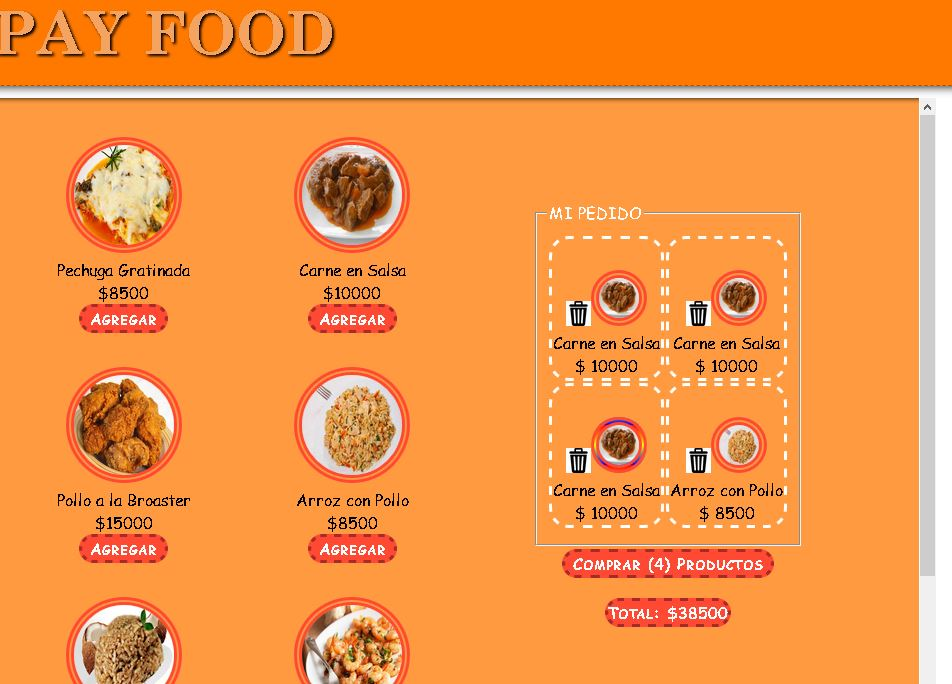 PAY FOOD
Pechuga Gratinada
$8500
AGREGAR
Carne en Salsa
$10000
AGREGAR
Pollo a la Broaster
$15000
AGREGAR
Arroz con Pollo
$8500
AGREGAR
MI PEDIDO
Carne en Salsa
$ 10000
Carne en Salsa
$ 10000
Carne en Salsa
$ 10000
Arroz con Pollo
$ 8500
COMPRAR (4) PRODUCTOS
TOTAL: $38500